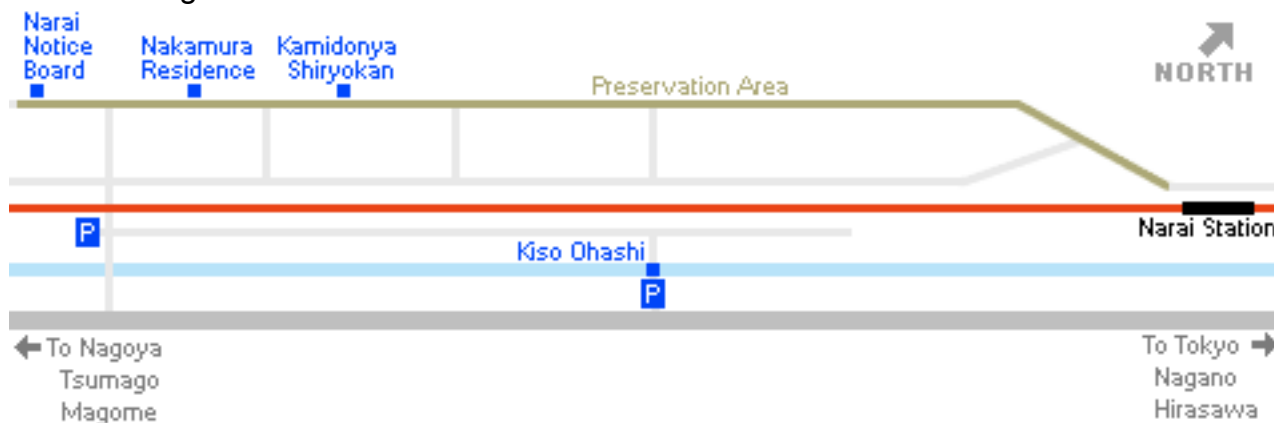 Narai
Notice
Board
Nakamura
Residence
Kamidonya
Shiryokan
Preservation Area
NORTH
P
Kiso Ohashi
P
Narai Station
To Nagoya
Tsumago
Magome
To Tokyo
Nagano
Hirasawa